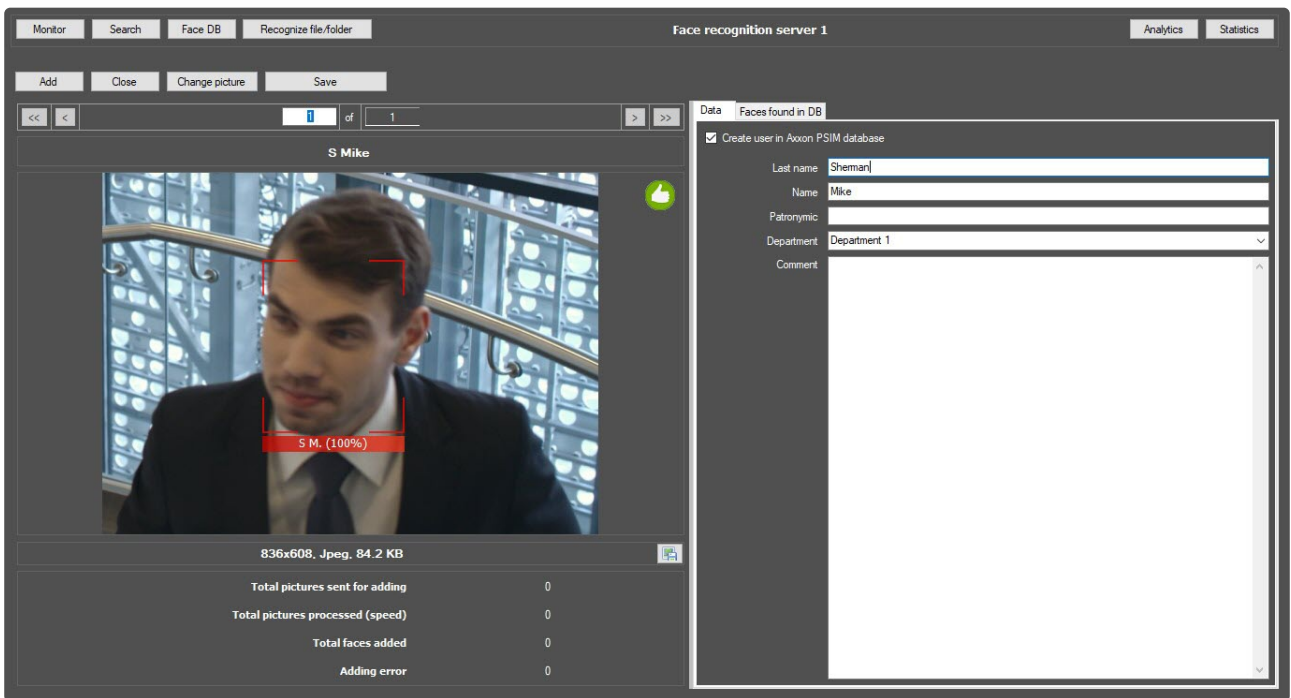 Monitor Search Face DB Recognize file/folder Face recognition server 1 Analytics Statistics
Add Close Change picture Save
<< < 1 of 1 > >>
S Mike
S M. (100%)
836x608, Jpeg, 84.2 KB
Total pictures sent for adding 0
Total pictures processed (speed) 0
Total faces added 0
Adding error 0
Data Faces found in DB
Create user in Axxon PSIM database
Last name Sherman
Name Mike
Patronymic
Department Department 1
Comment